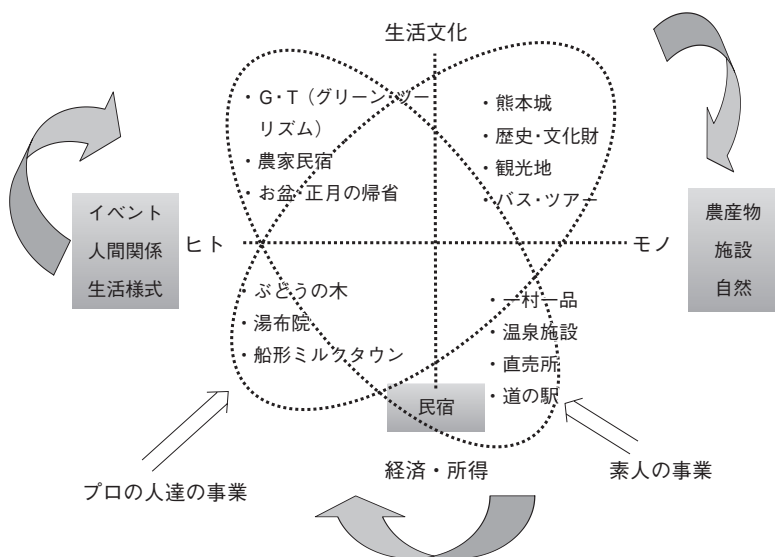 生活文化
・G・T（グリーン・ツー
リズム）
・農家民宿
・お盆・正月の帰省
・熊本城
・歴史・文化財
・観光地
・バス・ツアー
イベント
人間関係
生活様式
ヒト
モノ
農産物
施設
自然
・ぶどうの木
・湯布院
・船形ミルクタウン
・一村一品
・温泉施設
・直売所
・道の駅
民宿
経済・所得
プロの人達の事業
素人の事業